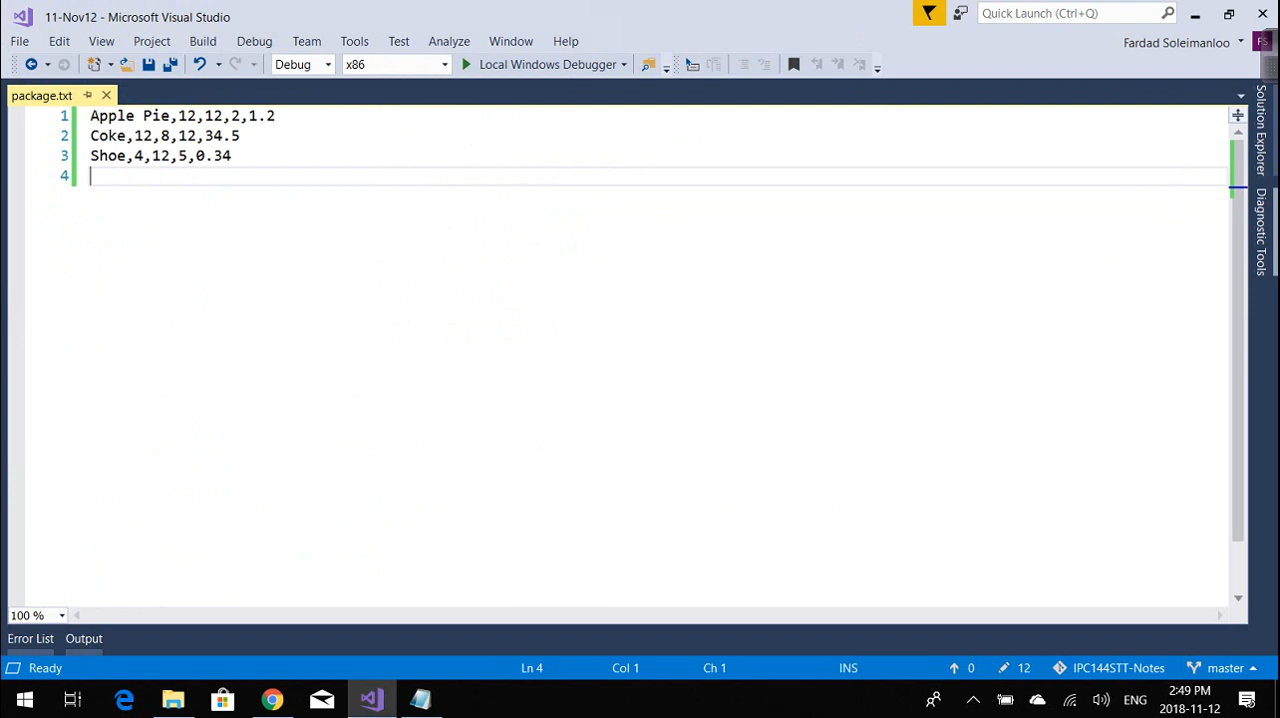 11-Nov12 - Microsoft Visual Studio
Quick Launch (Ctrl+Q)
File Edit View Project Build Debug Team Tools Test Analyze Window Help
Fardad Soleimanloo FS
Debug x86 Local Windows Debugger
package.txt
1 Apple Pie,12,12,2,1.2
2 Coke,12,8,12,34.5
3 Shoe,4,12,5,0.34
4
Solution Explorer
Diagnostic Tools
100 %
Error List Output
Ready Ln 4 Col 1 Ch 1 INS 0 12 IPC144STT-Notes master
ENG 2:49 PM
2018-11-12